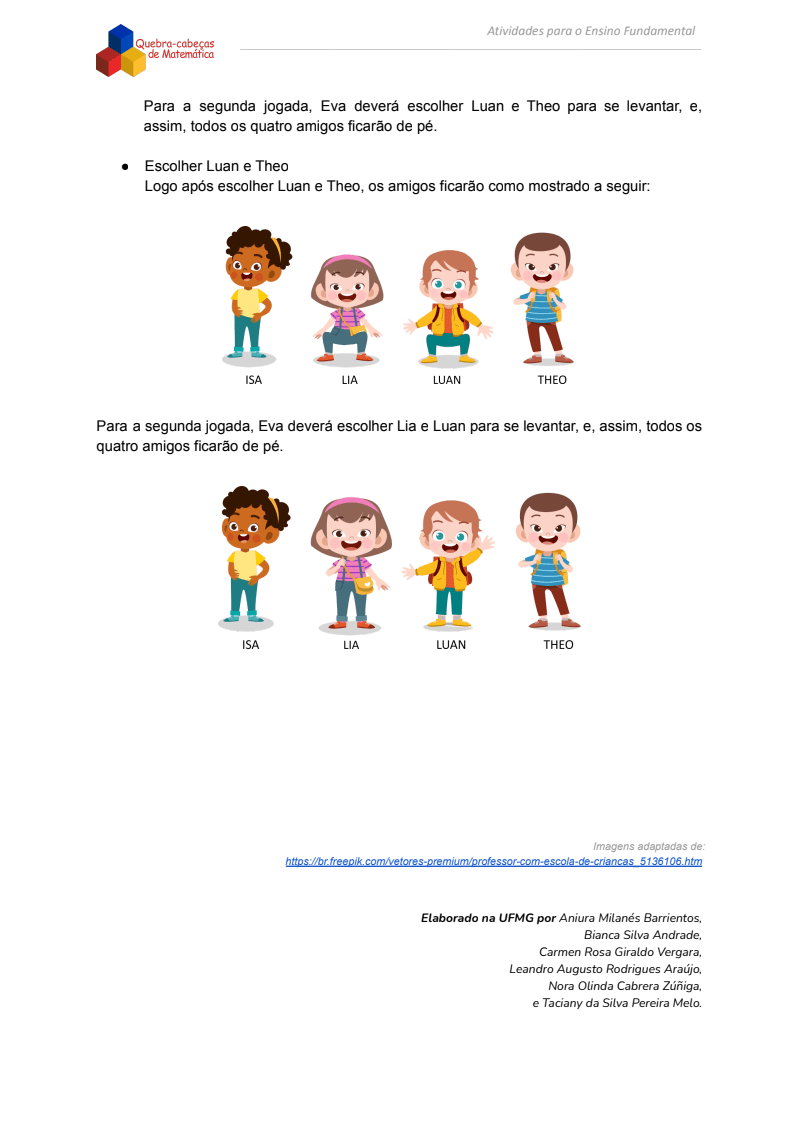 Quebra-cabeças
de Matemática
Atividades para o Ensino Fundamental
Para a segunda jogada, Eva deverá escolher Luan e Theo para se levantar, e,
assim, todos os quatro amigos ficarão de pé.
● Escolher Luan e Theo
Logo após escolher Luan e Theo, os amigos ficarão como mostrado a seguir:
ISA LIA LUAN THEO
Para a segunda jogada, Eva deverá escolher Lia e Luan para se levantar, e, assim, todos os
quatro amigos ficarão de pé.
ISA LIA LUAN THEO
Imagens adaptadas de:
https://br.freepik.com/vetores-premium/professor-com-escola-de-criancas_5136106.htm
Elaborado na UFMG por Aniura Milanés Barrientos,
Bianca Silva Andrade,
Carmen Rosa Giraldo Vergara,
Leandro Augusto Rodrigues Araújo,
Nora Olinda Cabrera Zúñiga,
e Taciany da Silva Pereira Melo.